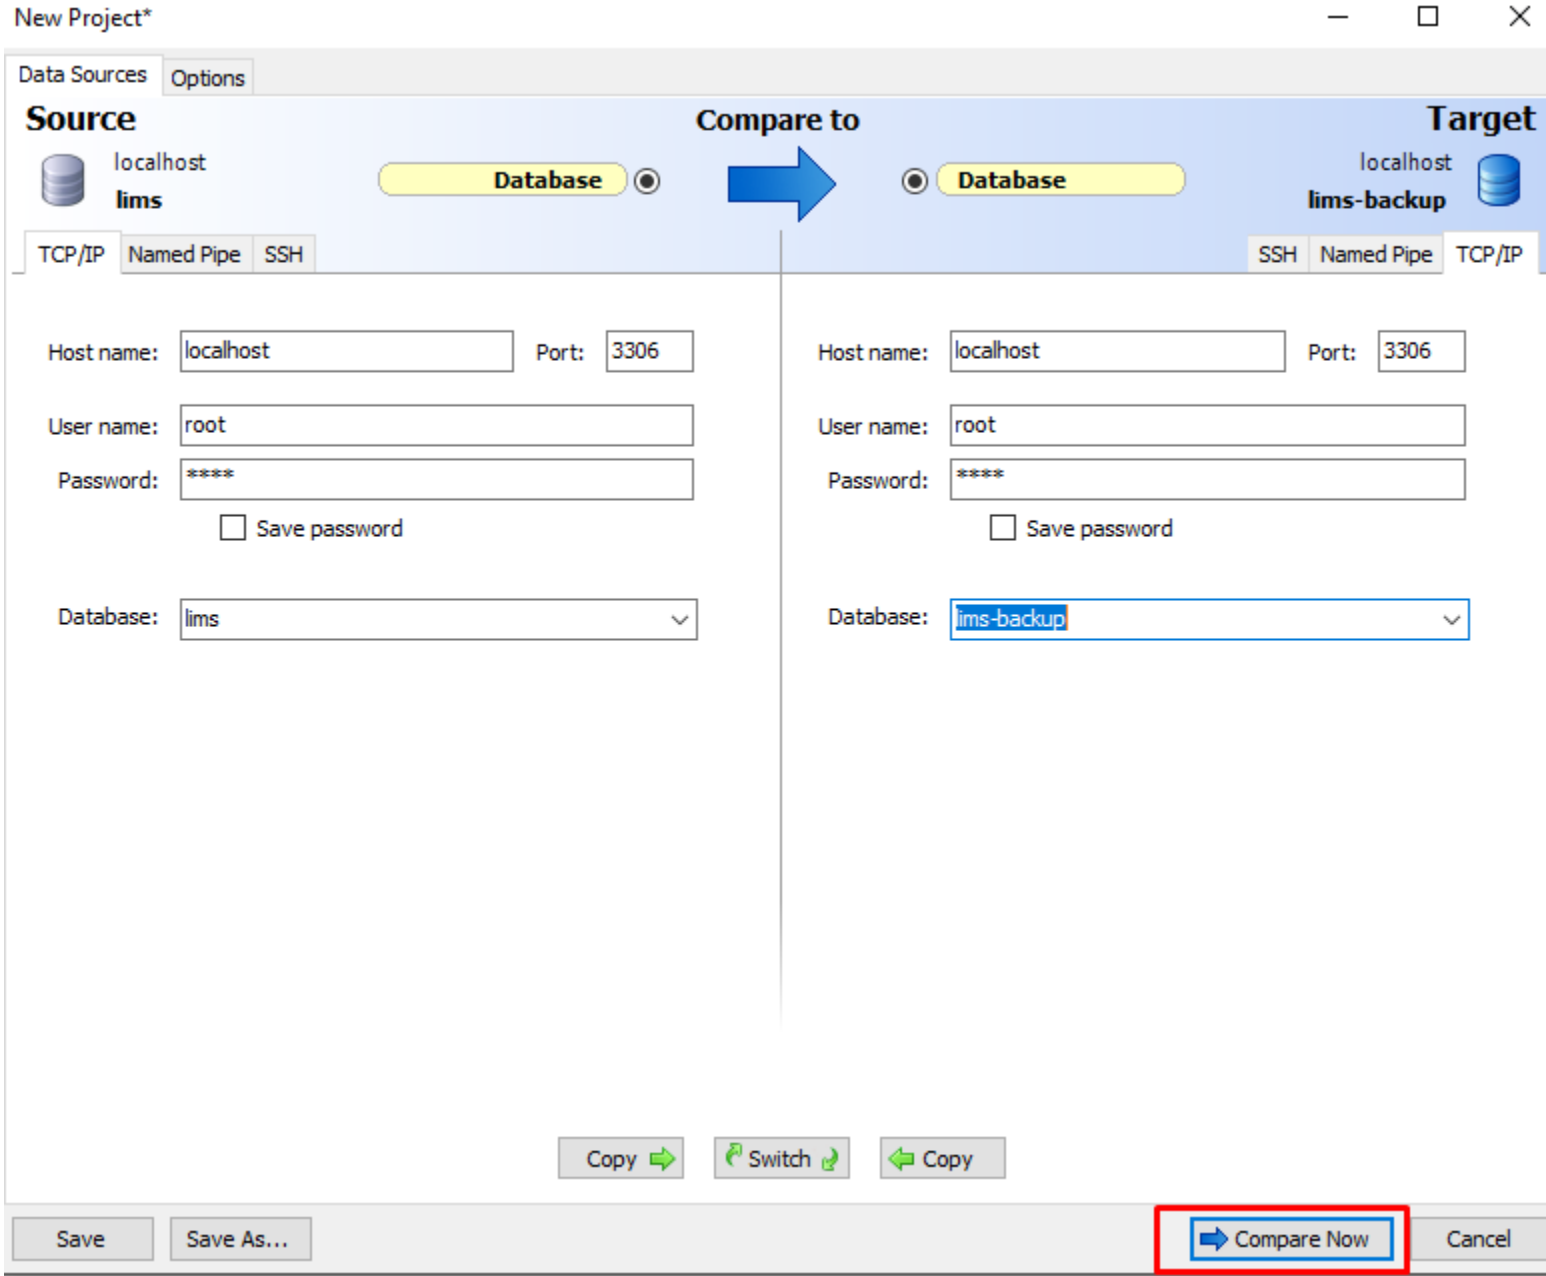 New Project*
Data Sources Options
Source Compare to Target
localhost Database Database localhost
lims lims-backup
TCP/IP Named Pipe SSH SSH Named Pipe TCP/IP
Host name: localhost Port: 3306 Host name: localhost Port: 3306
User name: root User name: root
Password: **** Password: ****
Save password Save password
Database: lims Database: lims-backup
Copy Switch Copy
Save Save As... Compare Now Cancel